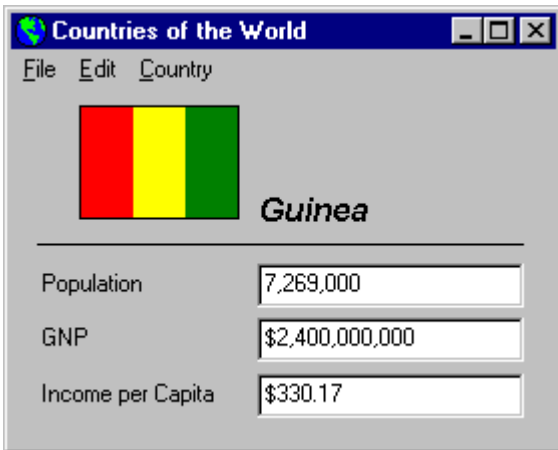 Countries of the World
File Edit Country
Guinea
Population 7,269,000
GNP $2,400,000,000
Income per Capita $330.17